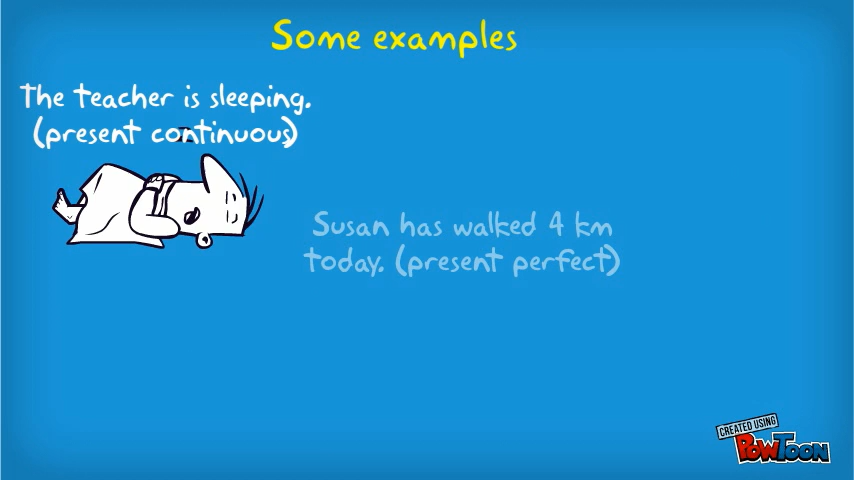 Some examples
The teacher is sleeping.
(present continuous)
Susan has walked 4 km
today. (present perfect)
CREATED USING
POWTOON